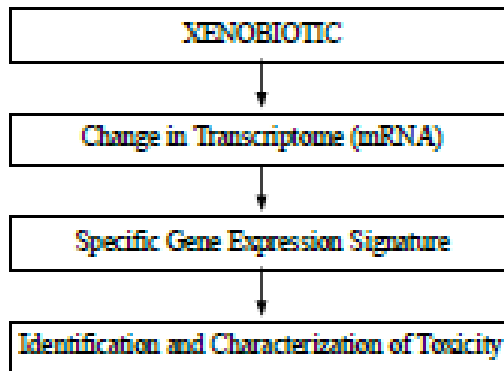 XENOBIOTIC
Change in Transcriptome (mRNA)
Specific Gene Expression Signature
Identification and Characterization of Toxicity